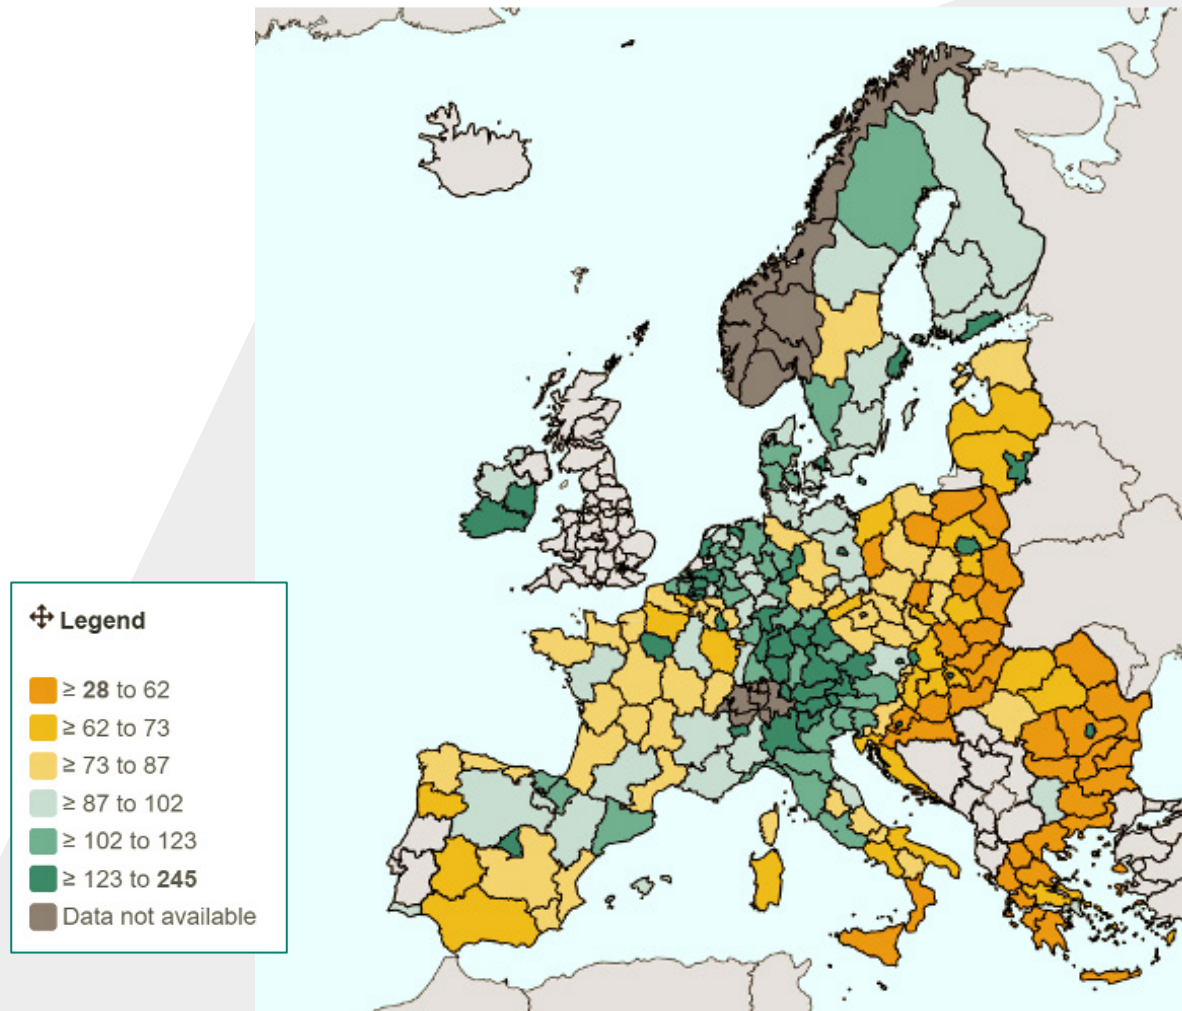 Legend
≥ 28 to 62
≥ 62 to 73
≥ 73 to 87
≥ 87 to 102
≥ 102 to 123
≥ 123 to 245
Data not available